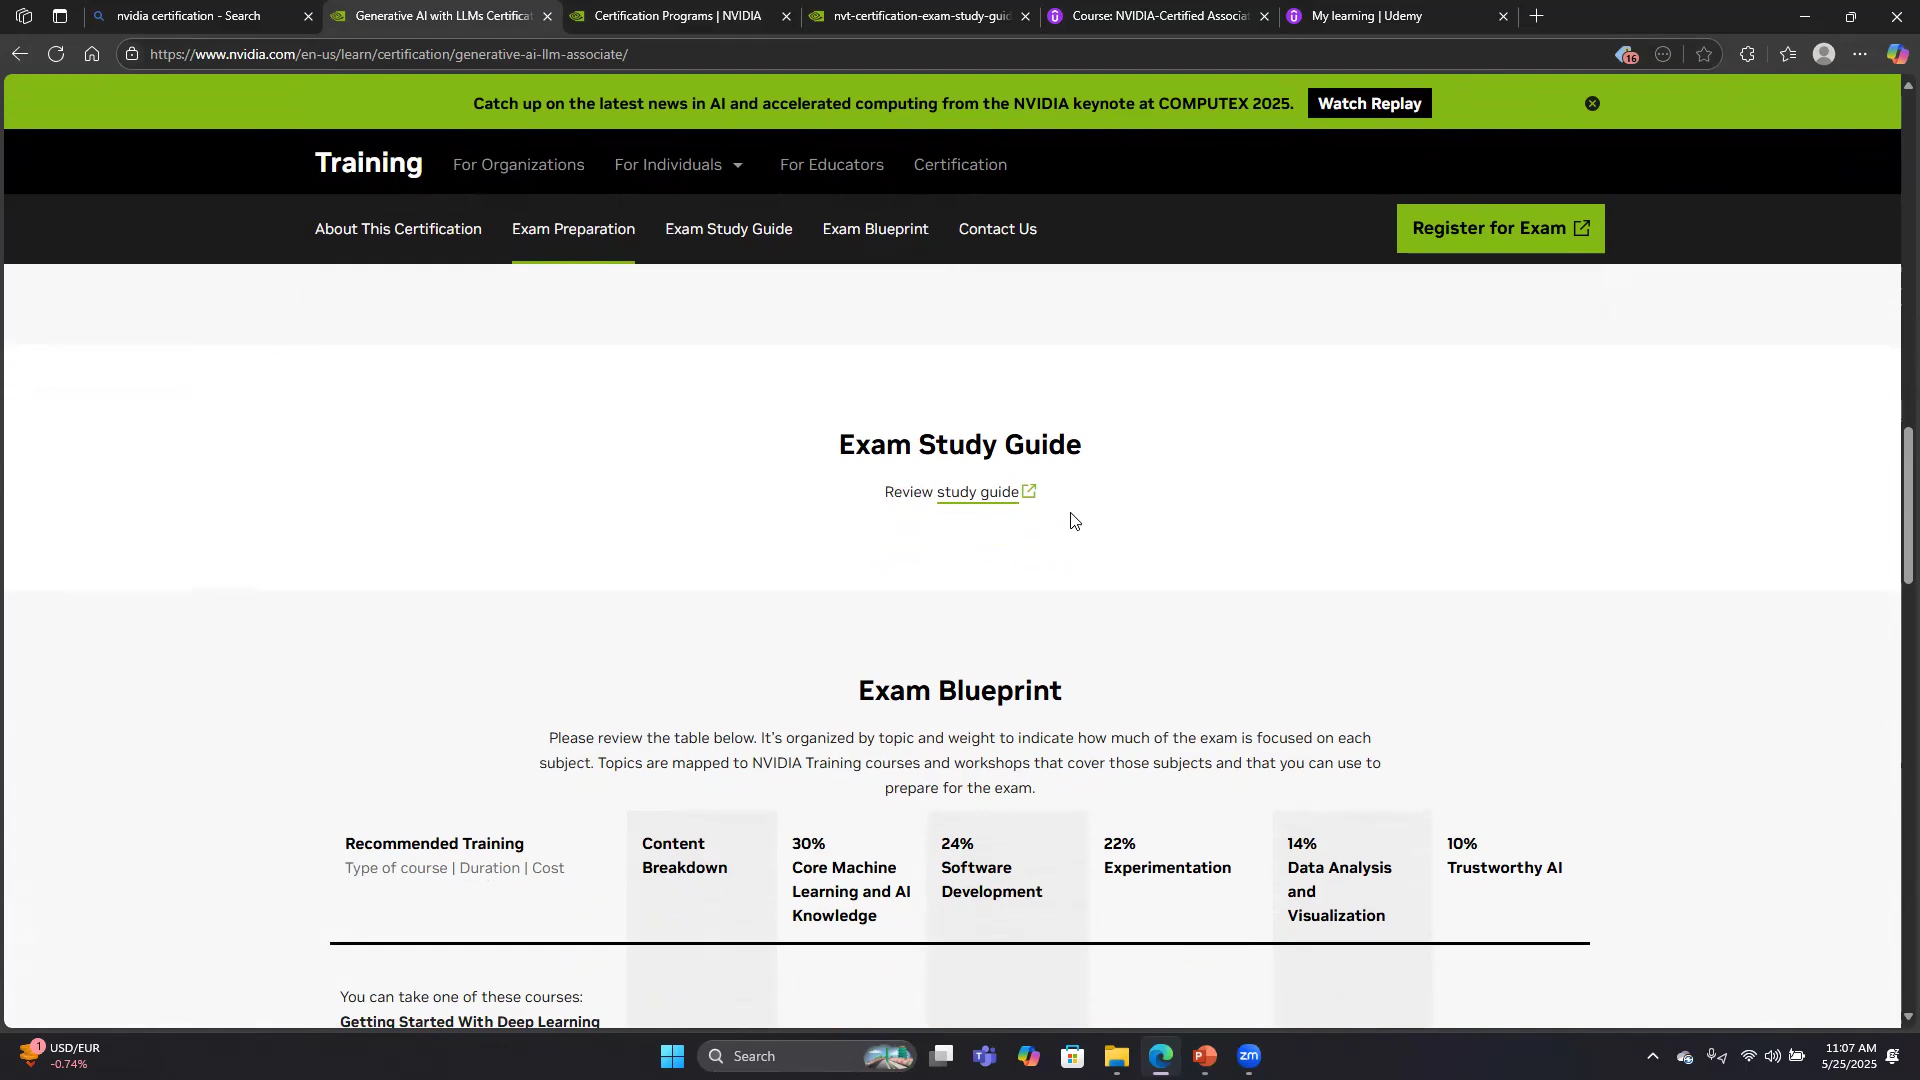 nvidia certification - Search
Generative AI with LLMs Certificat
Certification Programs | NVIDIA
nvt-certification-exam-study-guid
Course: NVIDIA-Certified Associat
My learning | Udemy
https://www.nvidia.com/en-us/learn/certification/generative-ai-llm-associate/
16
Catch up on the latest news in AI and accelerated computing from the NVIDIA keynote at COMPUTEX 2025.
Watch Replay
Training
For Organizations
For Individuals
For Educators
Certification
About This Certification
Exam Preparation
Exam Study Guide
Exam Blueprint
Contact Us
Register for Exam
Exam Study Guide
Review study guide
Exam Blueprint
Please review the table below. It’s organized by topic and weight to indicate how much of the exam is focused on each
subject. Topics are mapped to NVIDIA Training courses and workshops that cover those subjects and that you can use to
prepare for the exam.
Recommended Training
Type of course | Duration | Cost
Content
Breakdown
30%
Core Machine
Learning and AI
Knowledge
24%
Software
Development
22%
Experimentation
14%
Data Analysis
and
Visualization
10%
Trustworthy AI
You can take one of these courses:
Getting Started With Deep Learning
1
USD/EUR
-0.74%
Search
zm
11:07 AM
5/25/2025